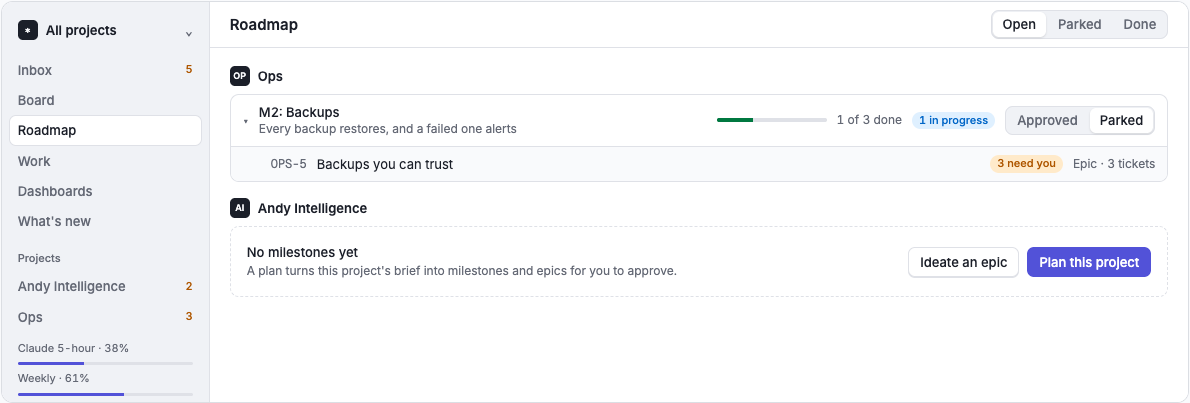 * All projects
Inbox 5
Board
Roadmap
Work
Dashboards
What's new
Projects
Andy Intelligence 2
Ops 3
Claude 5-hour · 38%
Weekly · 61%
Roadmap
Open Parked Done
OP Ops
M2: Backups
Every backup restores, and a failed one alerts
1 of 3 done 1 in progress Approved Parked
OPS-5 Backups you can trust 3 need you Epic · 3 tickets
AI Andy Intelligence
No milestones yet
A plan turns this project's brief into milestones and epics for you to approve.
Ideate an epic Plan this project